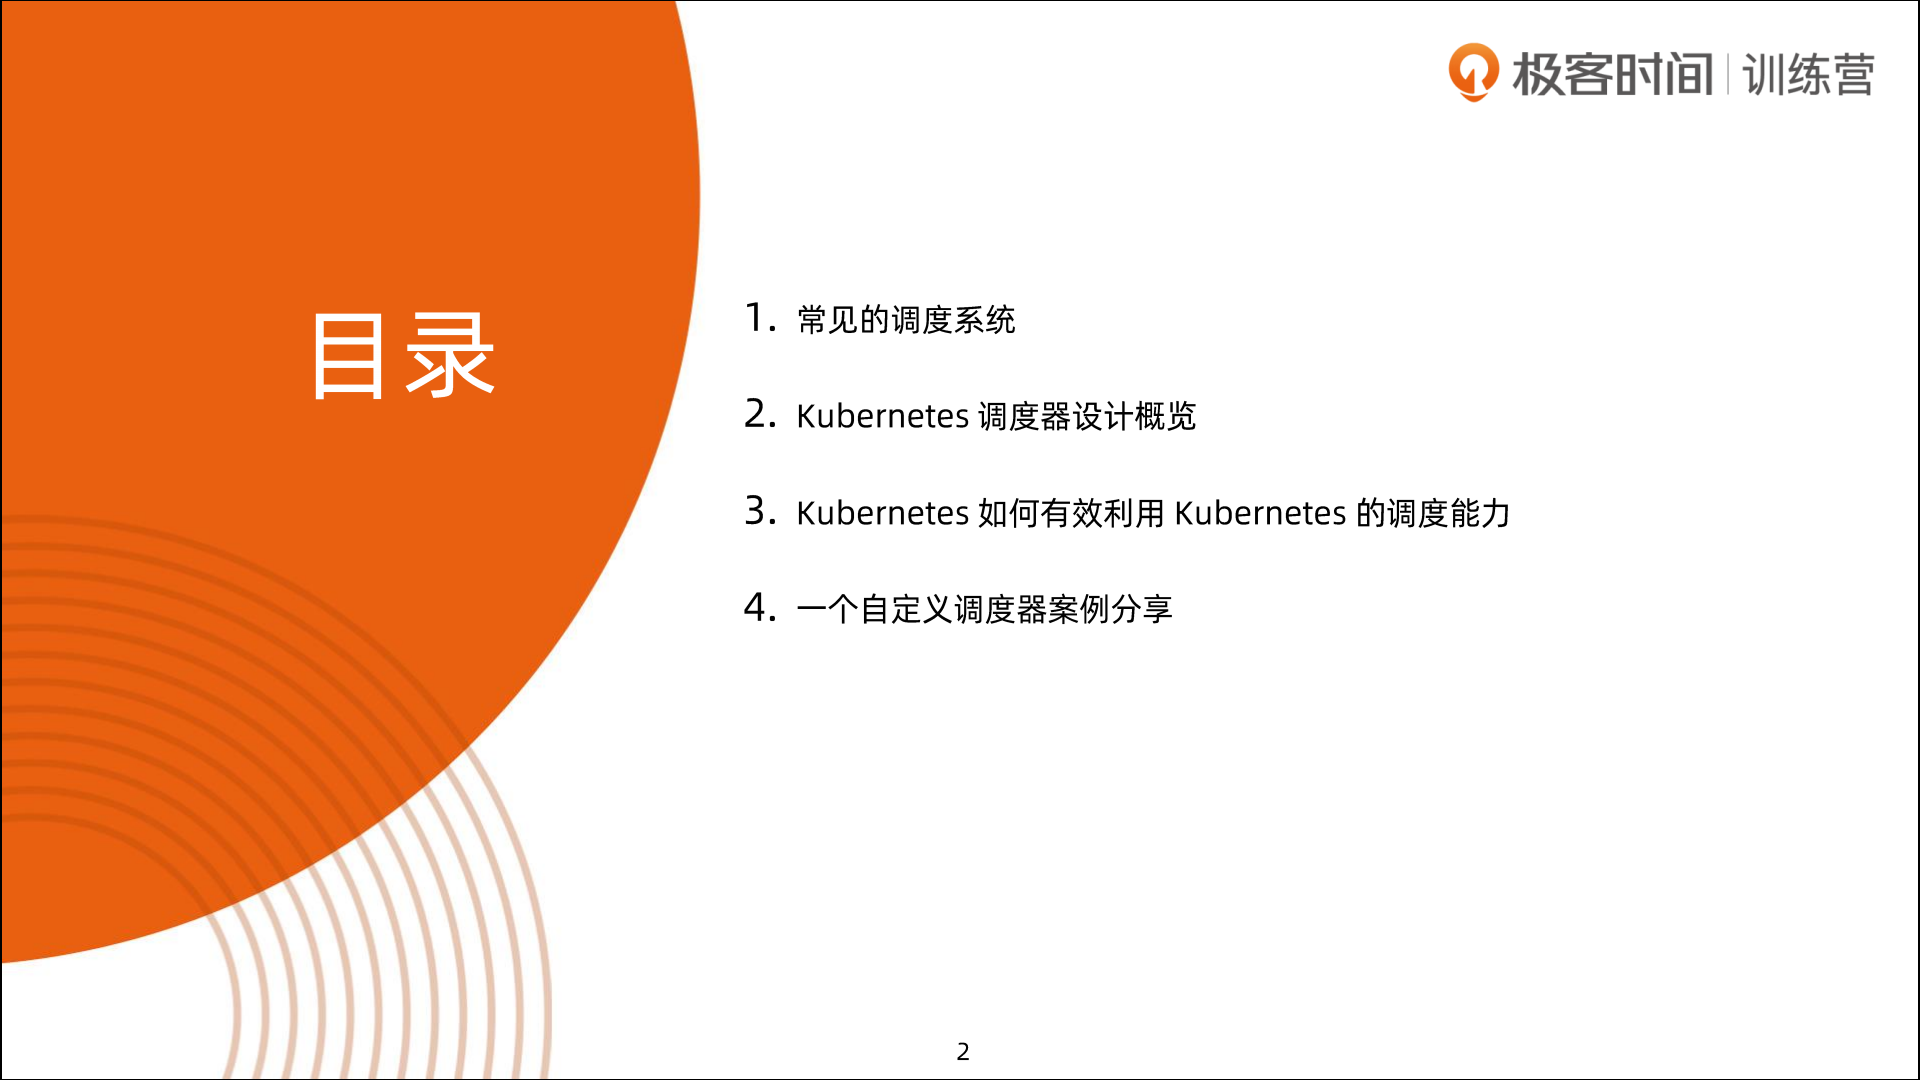 极客时间 | 训练营
目录
1. 常见的调度系统
2. Kubernetes 调度器设计概览
3. Kubernetes 如何有效利用 Kubernetes 的调度能力
4. 一个自定义调度器案例分享
2